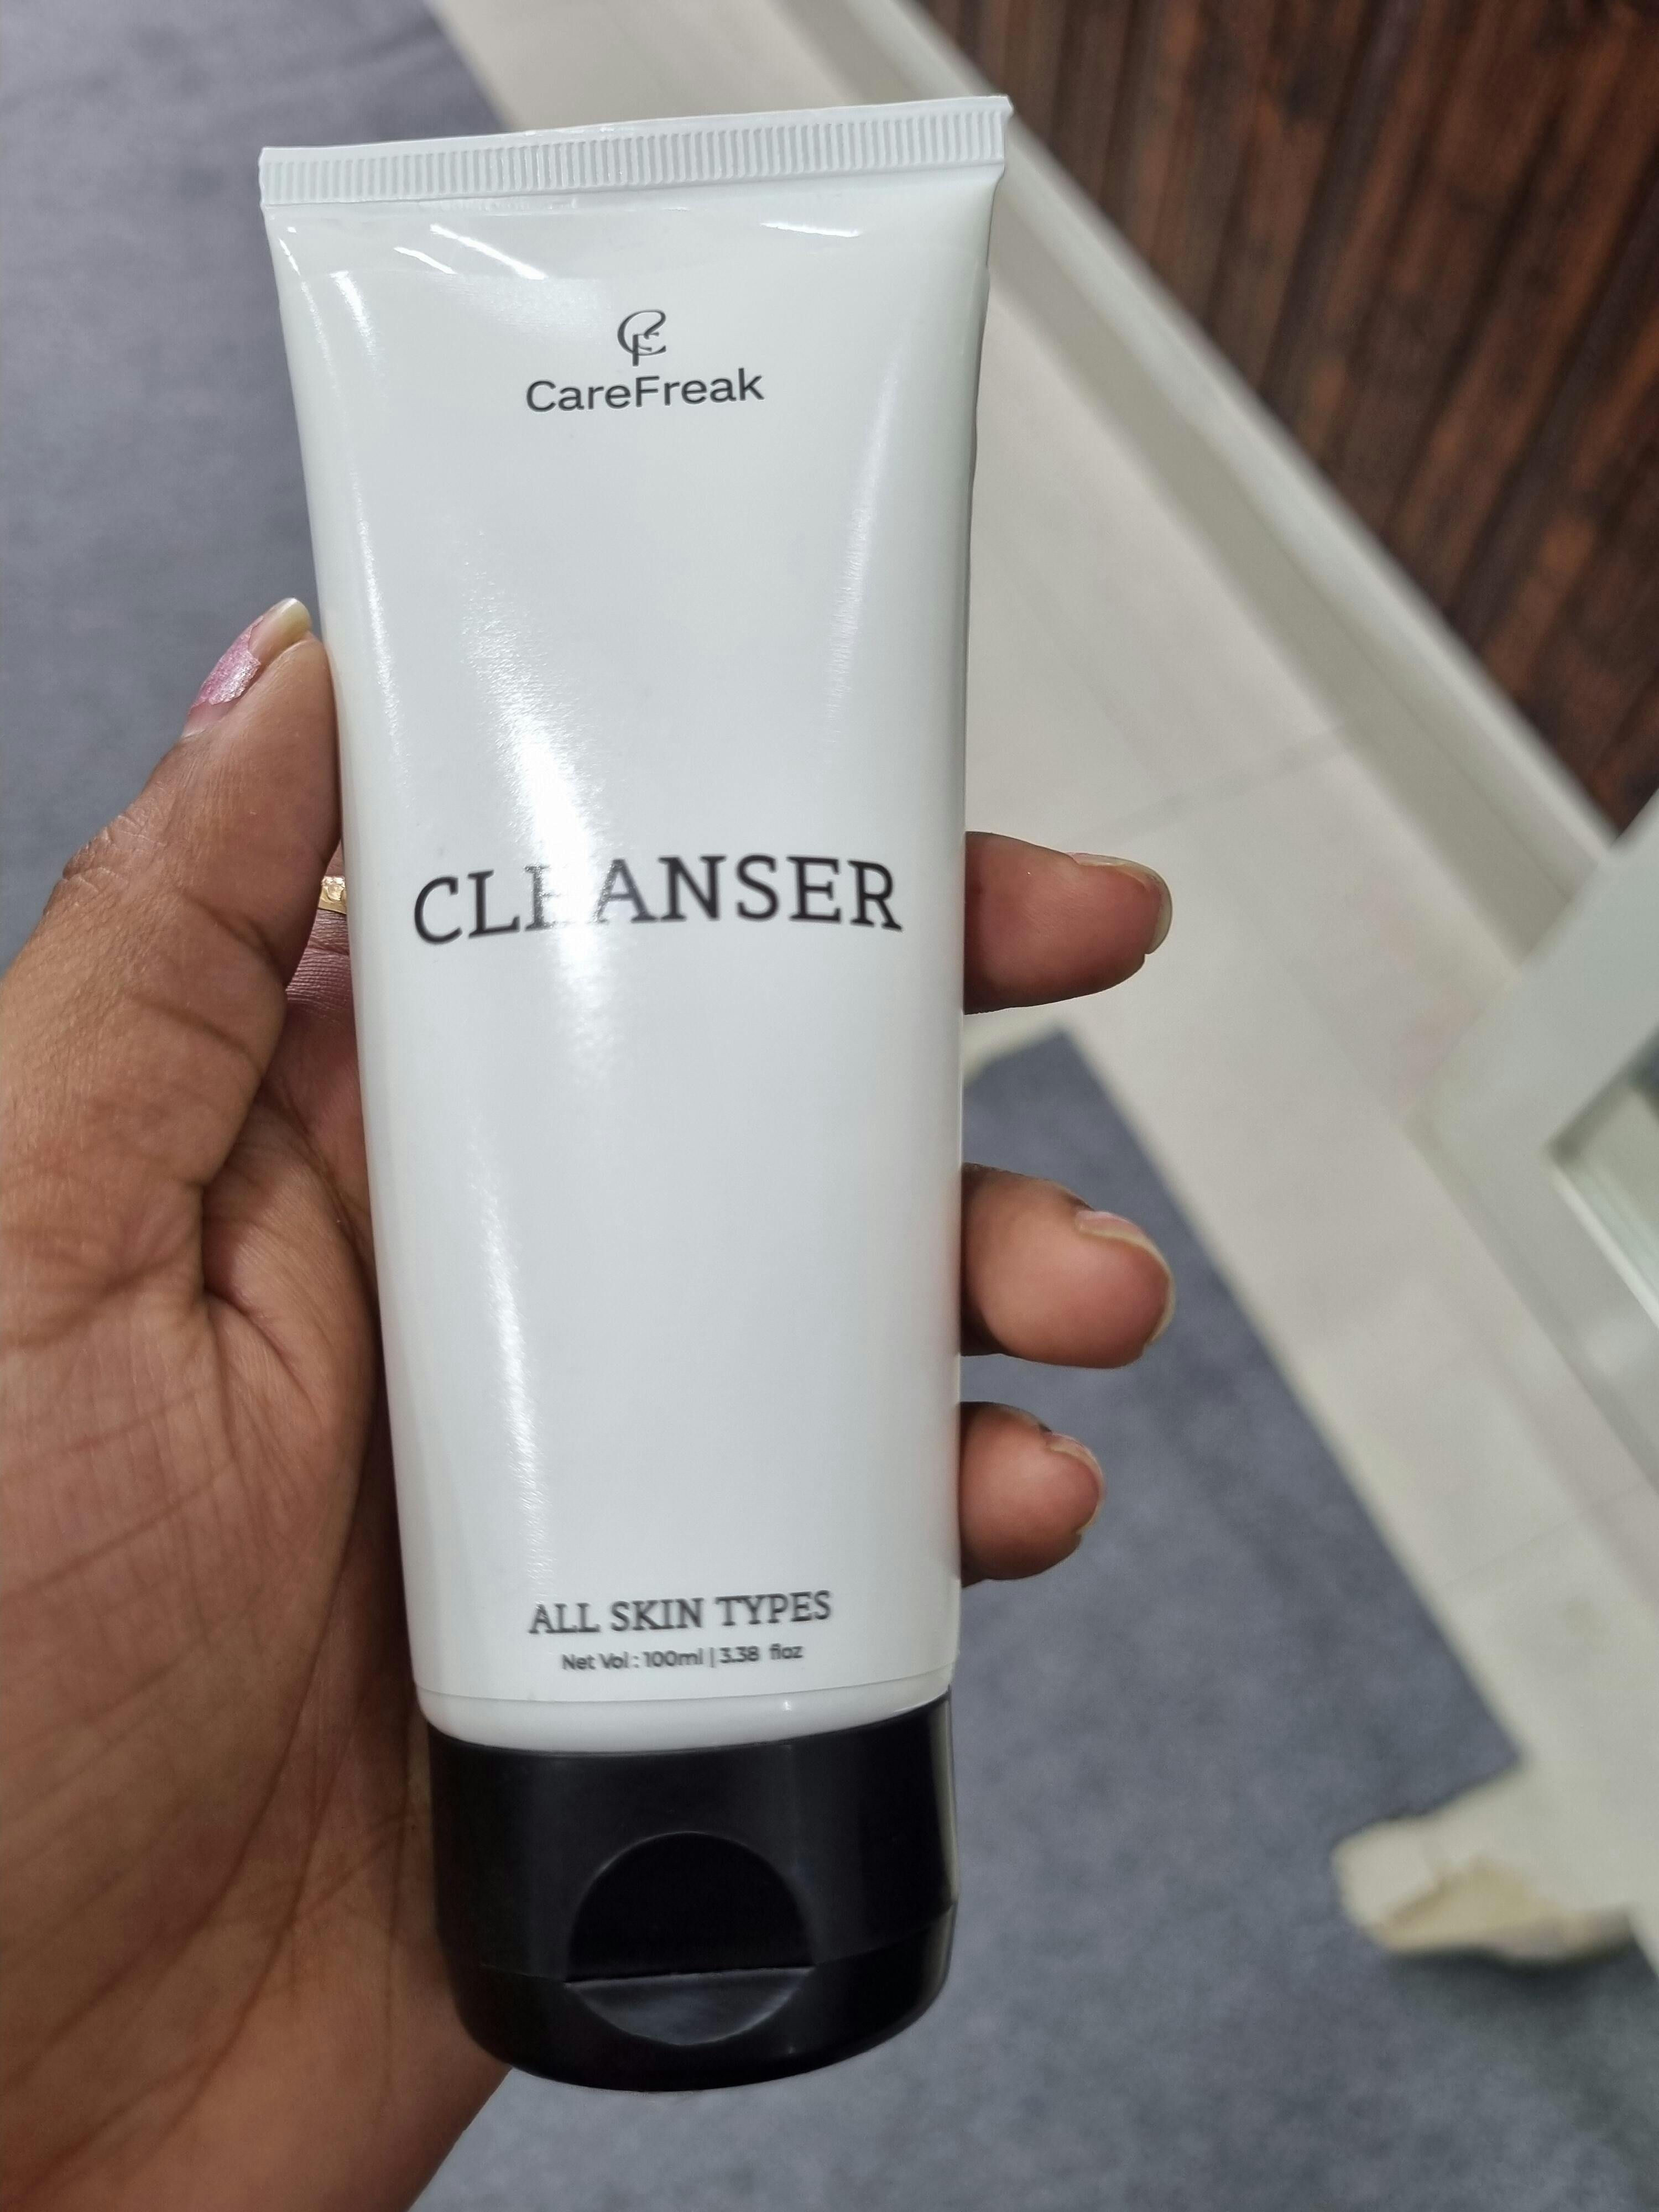 CareFreak
CLEANSER
ALL SKIN TYPES
Net Vol : 100ml | 3.38 floz